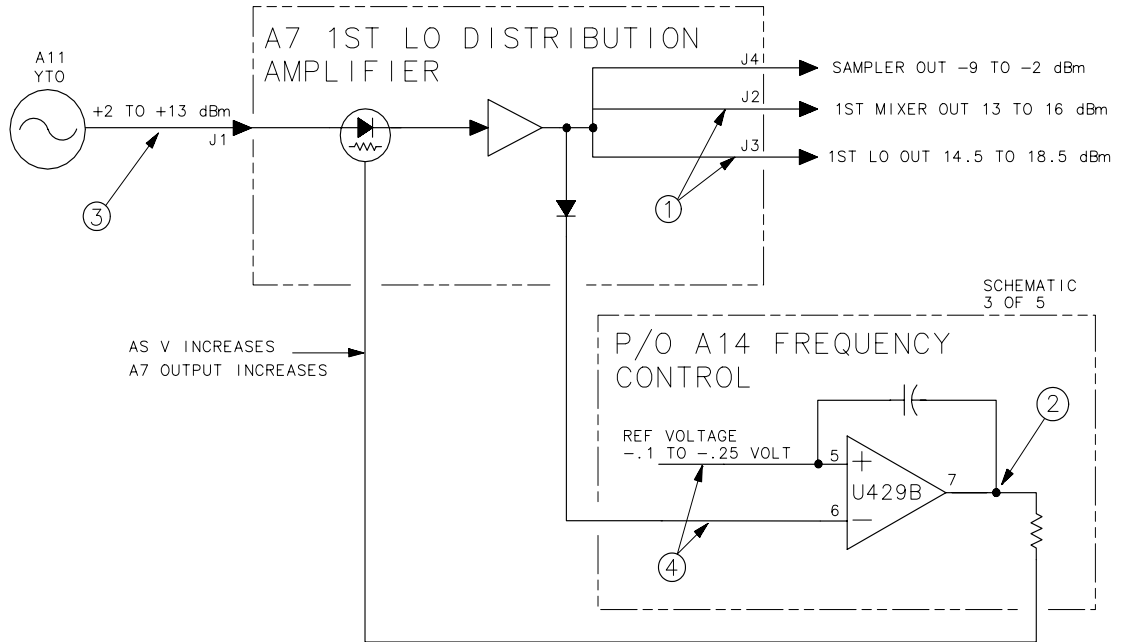 A11
YTO
+2 TO +13 dBm
J1
3
A7 1ST LO DISTRIBUTION
AMPLIFIER
J4
SAMPLER OUT -9 TO -2 dBm
J2
1ST MIXER OUT 13 TO 16 dBm
J3
1ST LO OUT 14.5 TO 18.5 dBm
1
AS V INCREASES
A7 OUTPUT INCREASES
SCHEMATIC
3 OF 5
P/O A14 FREQUENCY
CONTROL
2
REF VOLTAGE
-.1 TO -.25 VOLT
5
+
U429B
7
6
-
4